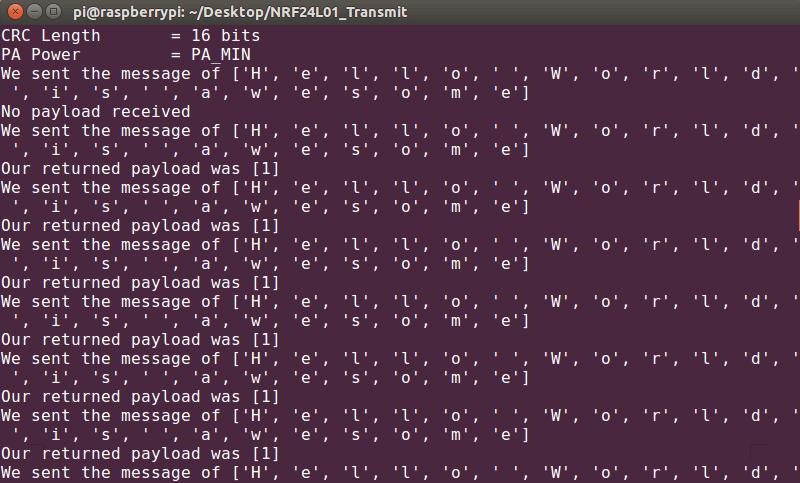 pi@raspberrypi: ~/Desktop/NRF24L01_Transmit
CRC Length       = 16 bits
PA Power         = PA_MIN
We sent the message of ['H', 'e', 'l', 'l', 'o', ' ', 'W', 'o', 'r', 'l', 'd', '
 ', 'i', 's', ' ', 'a', 'w', 'e', 's', 'o', 'm', 'e']
No payload received
We sent the message of ['H', 'e', 'l', 'l', 'o', ' ', 'W', 'o', 'r', 'l', 'd', '
 ', 'i', 's', ' ', 'a', 'w', 'e', 's', 'o', 'm', 'e']
Our returned payload was [1]
We sent the message of ['H', 'e', 'l', 'l', 'o', ' ', 'W', 'o', 'r', 'l', 'd', '
 ', 'i', 's', ' ', 'a', 'w', 'e', 's', 'o', 'm', 'e']
Our returned payload was [1]
We sent the message of ['H', 'e', 'l', 'l', 'o', ' ', 'W', 'o', 'r', 'l', 'd', '
 ', 'i', 's', ' ', 'a', 'w', 'e', 's', 'o', 'm', 'e']
Our returned payload was [1]
We sent the message of ['H', 'e', 'l', 'l', 'o', ' ', 'W', 'o', 'r', 'l', 'd', '
 ', 'i', 's', ' ', 'a', 'w', 'e', 's', 'o', 'm', 'e']
Our returned payload was [1]
We sent the message of ['H', 'e', 'l', 'l', 'o', ' ', 'W', 'o', 'r', 'l', 'd', '
 ', 'i', 's', ' ', 'a', 'w', 'e', 's', 'o', 'm', 'e']
Our returned payload was [1]
We sent the message of ['H', 'e', 'l', 'l', 'o', ' ', 'W', 'o', 'r', 'l', 'd', '
 ', 'i', 's', ' ', 'a', 'w', 'e', 's', 'o', 'm', 'e']
Our returned payload was [1]
We sent the message of ['H', 'e', 'l', 'l', 'o', ' ', 'W', 'o', 'r', 'l', 'd', '